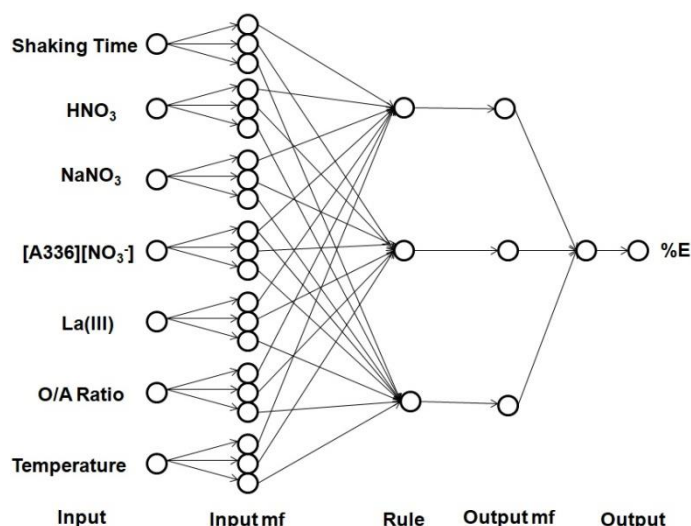 Shaking Time
HNO₃
NaNO₃
[A336][NO₃⁻]
%E
La(III)
O/A Ratio
Temperature
Input Input mf Rule Output mf Output